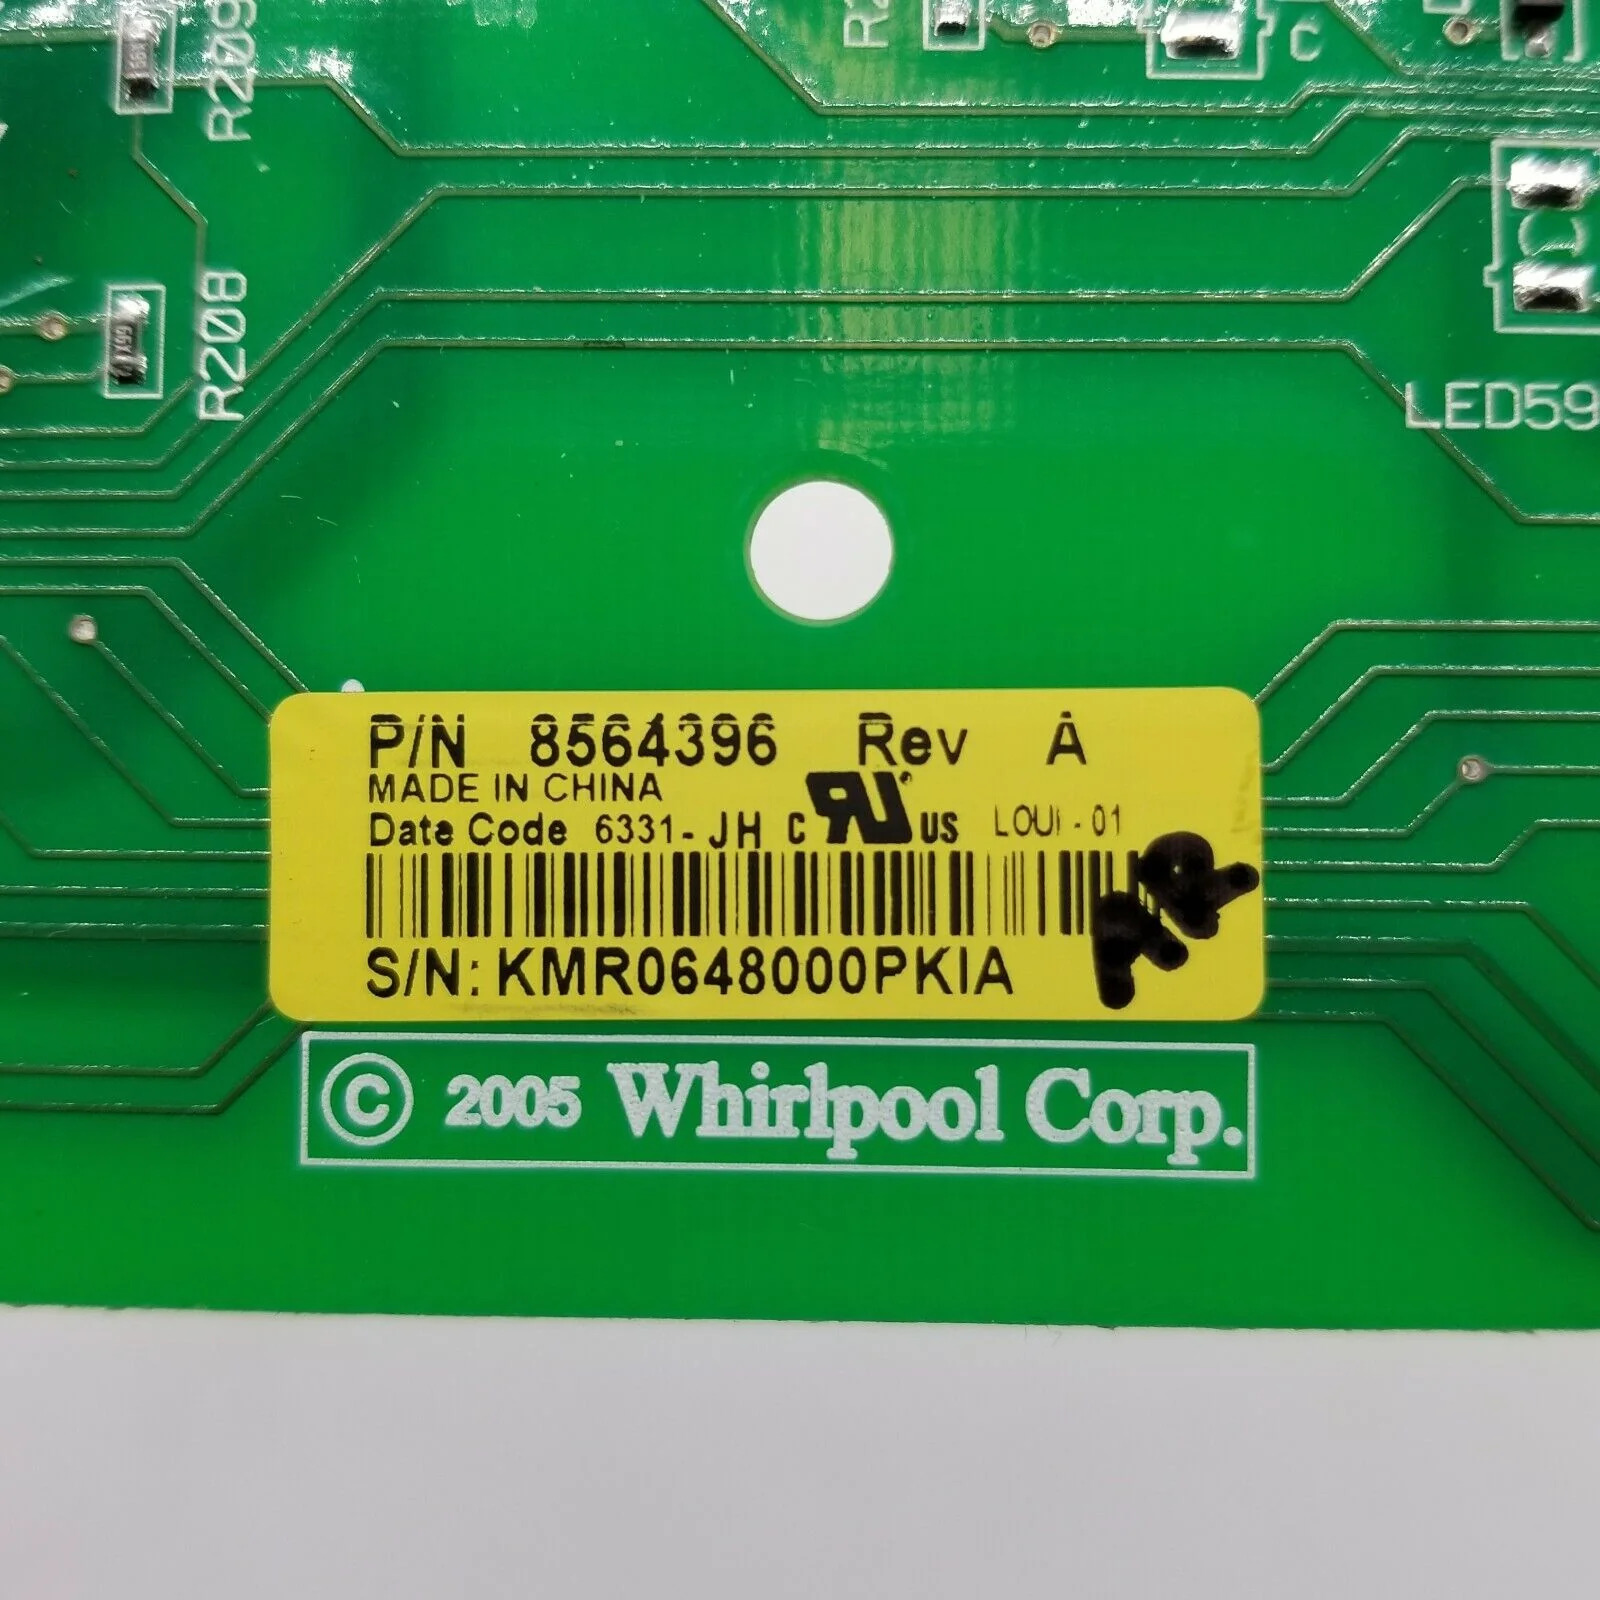 R209
C
R208
LED59
P/N 8564396 Rev A
MADE IN CHINA
Date Code 6331-JH C RU US LOUI-01
S/N: KMR0648000PKIA
© 2005 Whirlpool Corp.